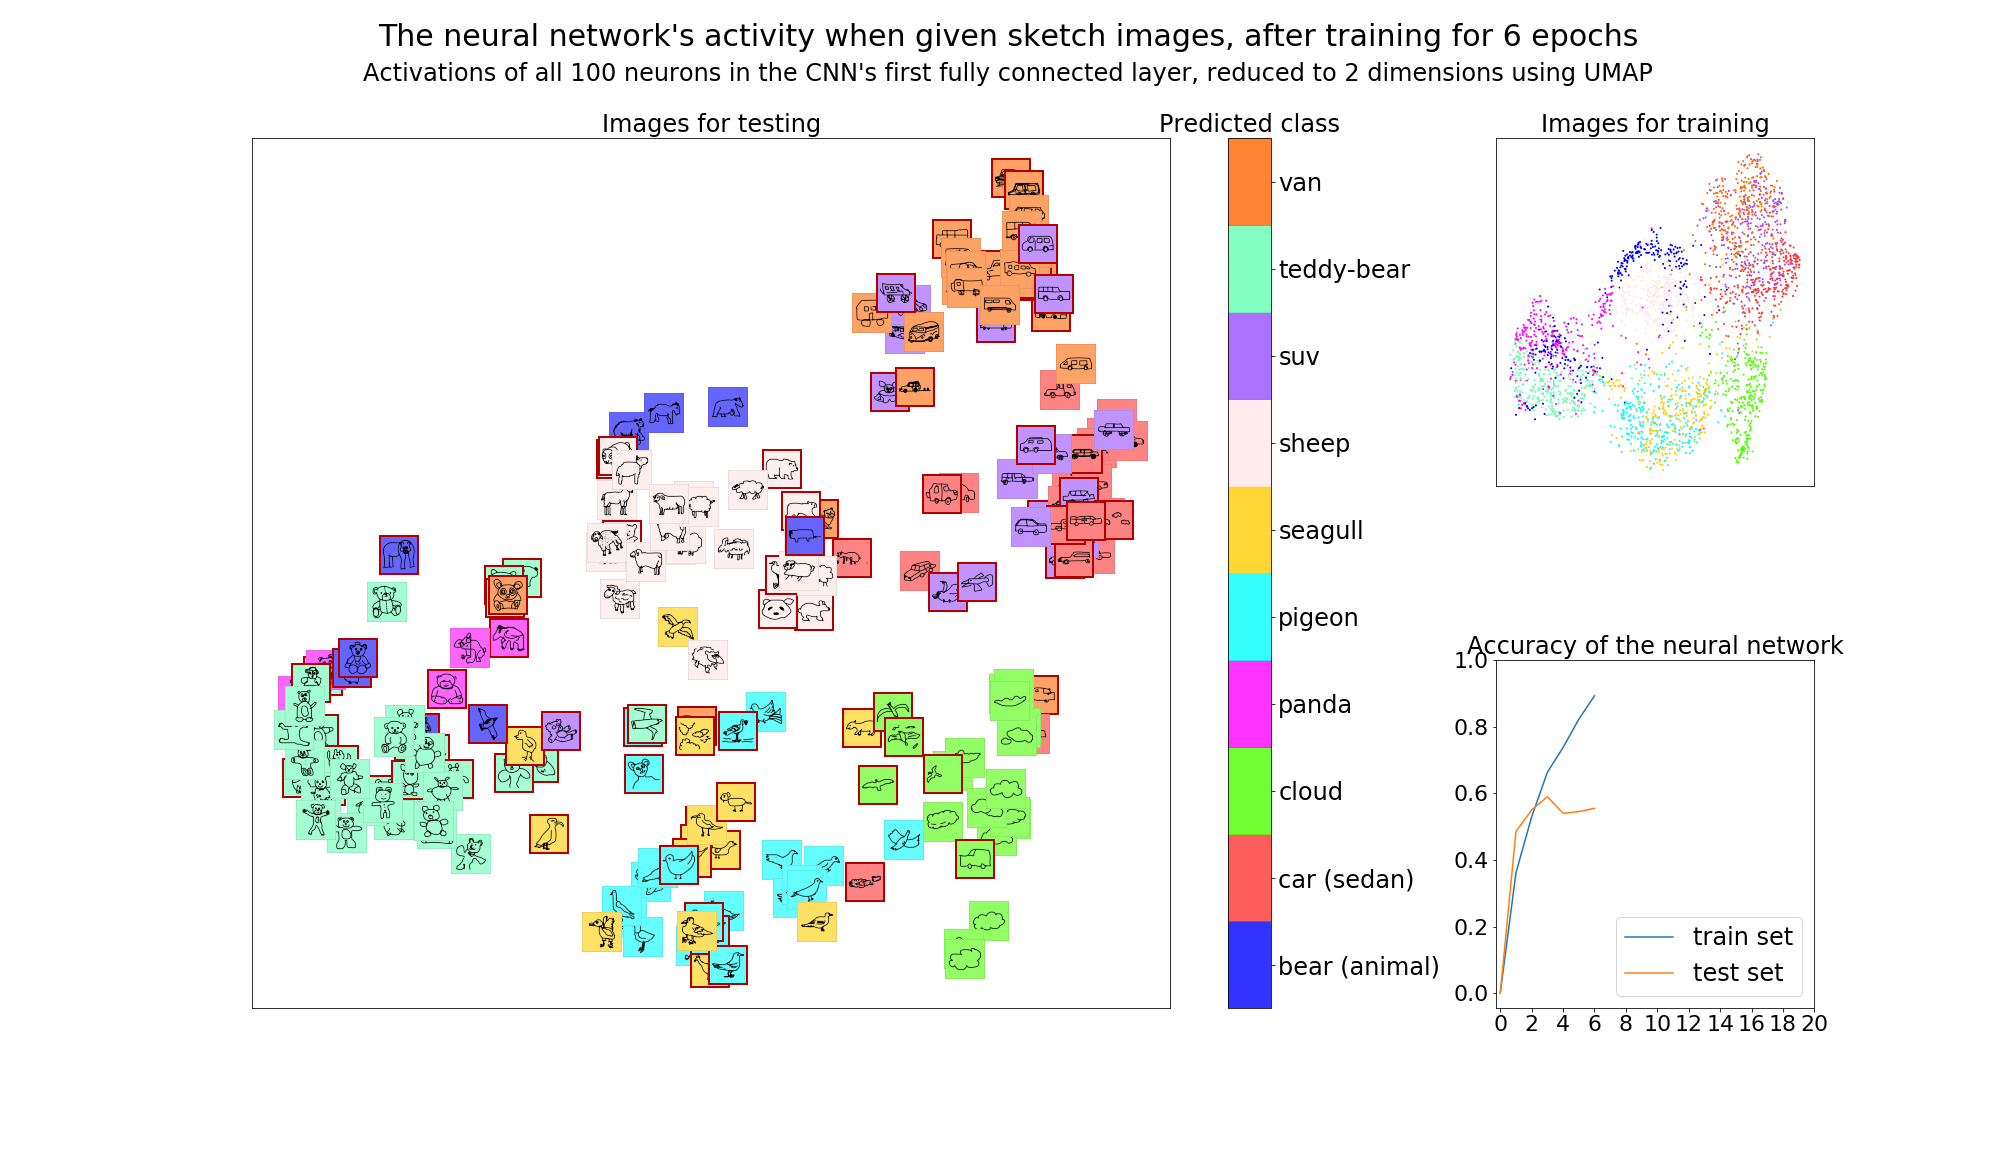 The neural network's activity when given sketch images, after training for 6 epochs
Activations of all 100 neurons in the CNN's first fully connected layer, reduced to 2 dimensions using UMAP
Images for testing
Predicted class
van
teddy-bear
suv
sheep
seagull
pigeon
panda
cloud
car (sedan)
bear (animal)
Images for training
Accuracy of the neural network
1.0
0.8
0.6
0.4
0.2
0.0
train set
test set
0 2 4 6 8 10 12 14 16 18 20